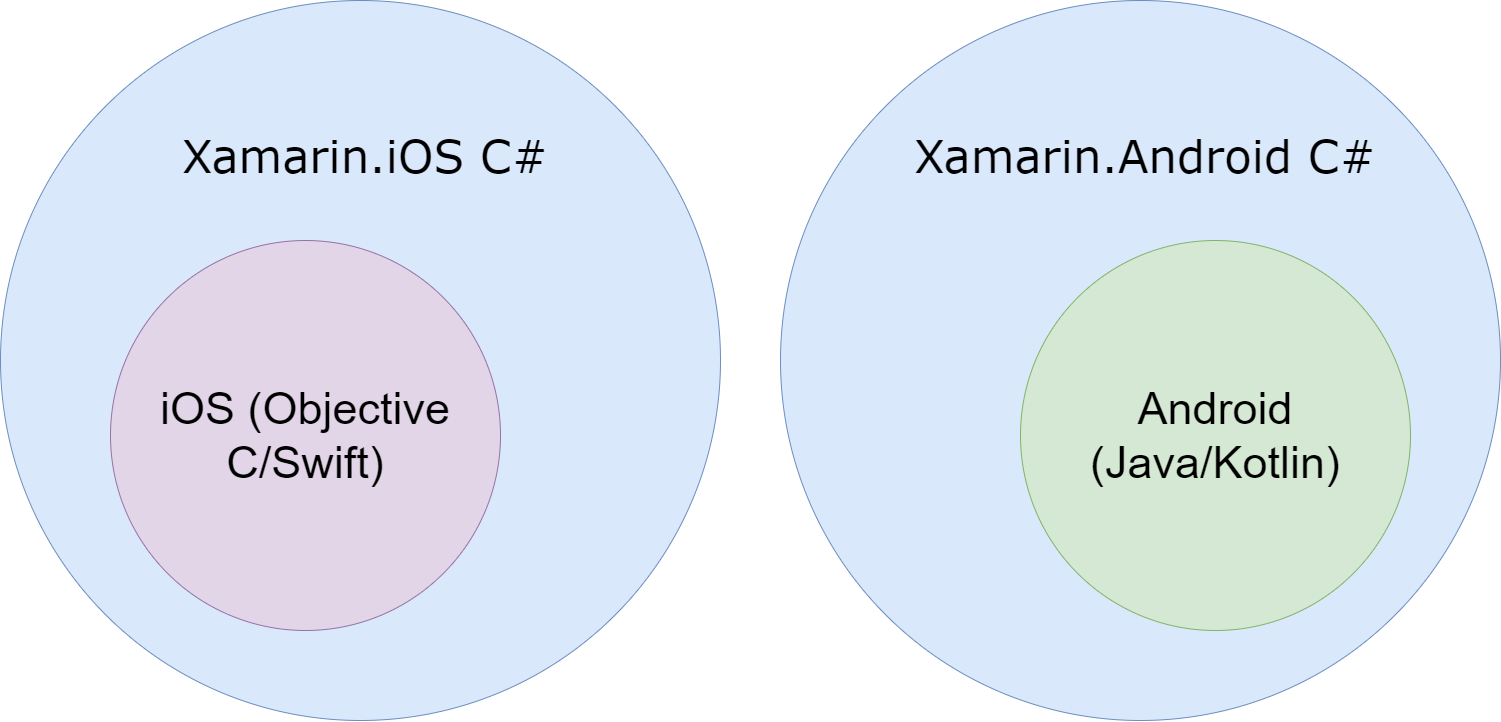 Xamarin.iOS C#
Xamarin.Android C#
iOS (Objective
C/Swift)
Android
(Java/Kotlin)